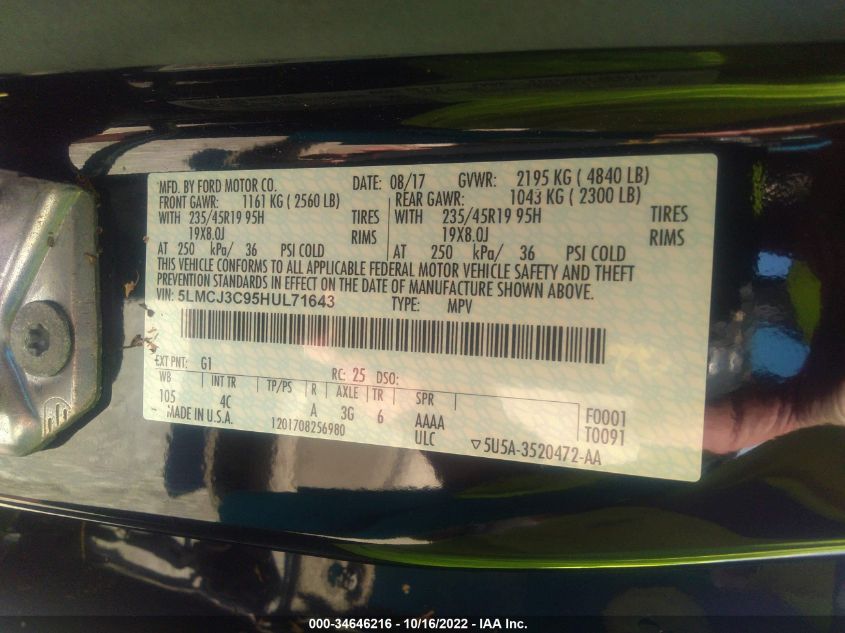 MFD. BY FORD MOTOR CO. DATE: 08/17 GVWR: 2195 KG ( 4840 LB)
FRONT GAWR: 1161 KG ( 2560 LB) REAR GAWR: 1043 KG ( 2300 LB)
WITH 235/45R19 95H TIRES WITH 235/45R19 95H TIRES
19X8.0J RIMS 19X8.0J RIMS
AT 250 kPa/ 36 PSI COLD AT 250 kPa/ 36 PSI COLD
THIS VEHICLE CONFORMS TO ALL APPLICABLE FEDERAL MOTOR VEHICLE SAFETY AND THEFT
PREVENTION STANDARDS IN EFFECT ON THE DATE OF MANUFACTURE SHOWN ABOVE.
VIN: 5LMCJ3C95HUL71643 TYPE: MPV
EXT PNT: G1 RC: 25 DSO:
WB INT TR TP/PS R AXLE TR SPR
105 4C A 3G 6 AAAA F0001
MADE IN U.S.A. 1201708256980 ULC T0091
▽5U5A-3520472-AA
000-34646216 - 10/16/2022 - IAA Inc.